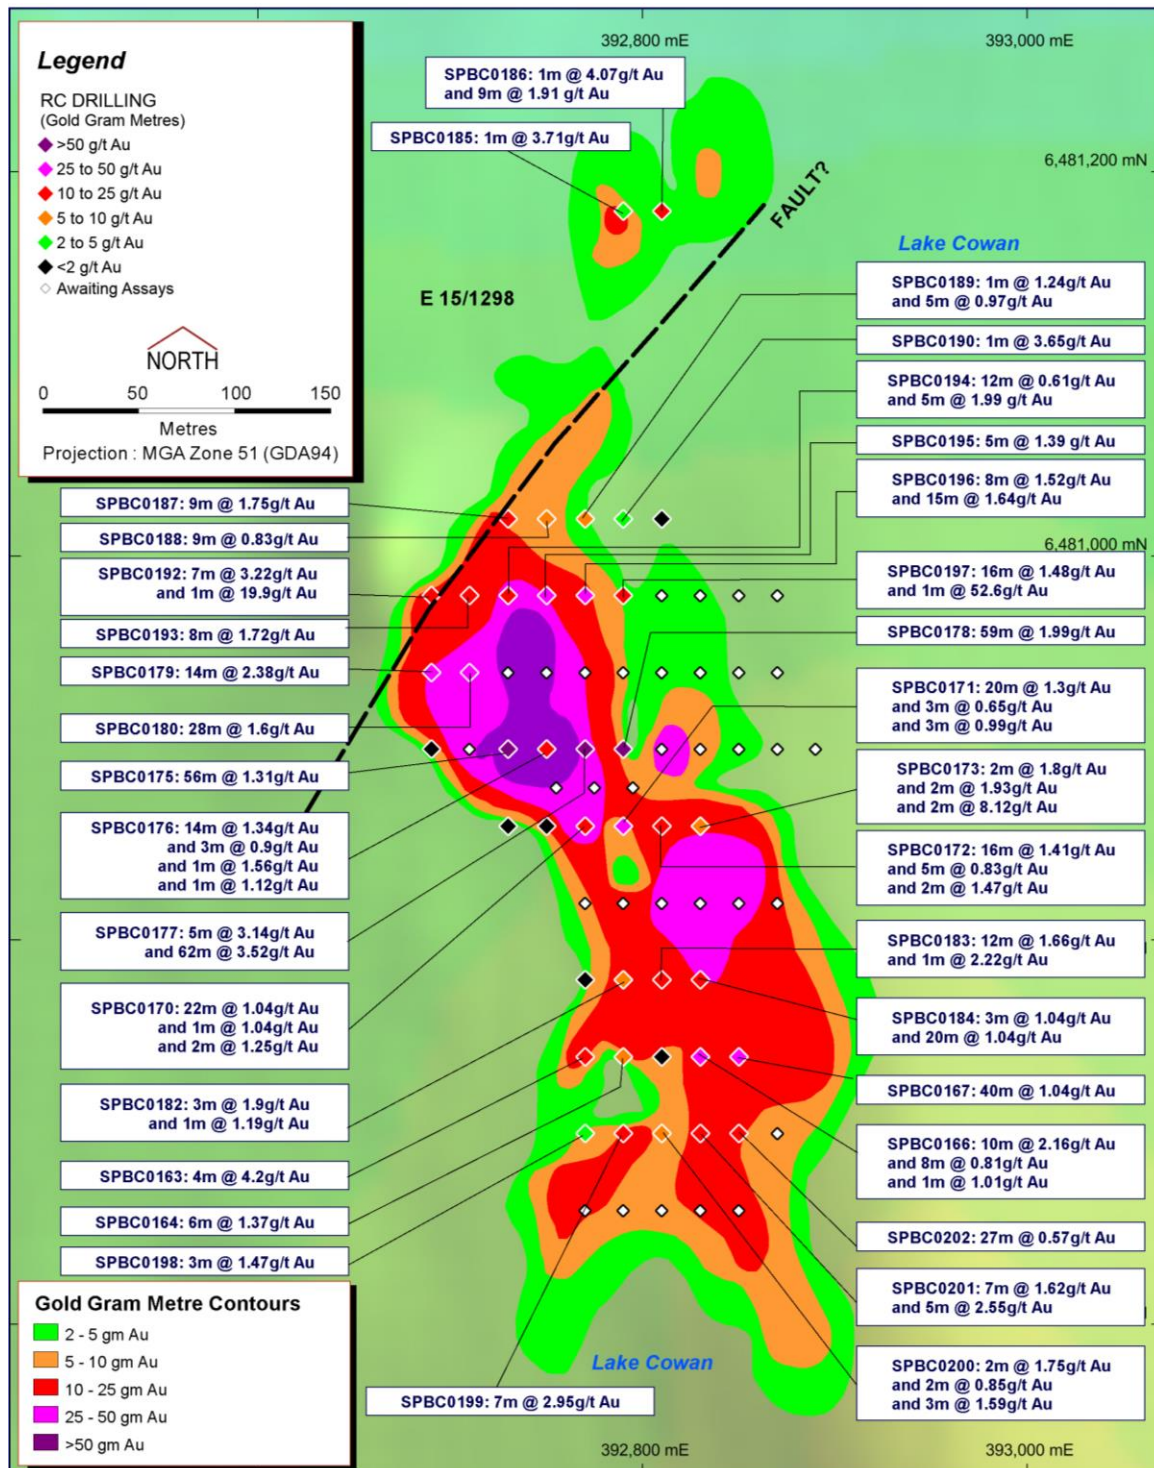 392,800 mE
393,000 mE
Legend
RC DRILLING
(Gold Gram Metres)
>50 g/t Au
25 to 50 g/t Au
10 to 25 g/t Au
5 to 10 g/t Au
2 to 5 g/t Au
<2 g/t Au
Awaiting Assays
NORTH
0 50 100 150
Metres
Projection : MGA Zone 51 (GDA94)
SPBC0186: 1m @ 4.07g/t Au
and 9m @ 1.91 g/t Au
SPBC0185: 1m @ 3.71g/t Au
6,481,200 mN
FAULT?
Lake Cowan
E 15/1298
SPBC0189: 1m @ 1.24g/t Au
and 5m @ 0.97g/t Au
SPBC0190: 1m @ 3.65g/t Au
SPBC0194: 12m @ 0.61g/t Au
and 5m @ 1.99 g/t Au
SPBC0195: 5m @ 1.39 g/t Au
SPBC0196: 8m @ 1.52g/t Au
and 15m @ 1.64g/t Au
6,481,000 mN
SPBC0197: 16m @ 1.48g/t Au
and 1m @ 52.6g/t Au
SPBC0178: 59m @ 1.99g/t Au
SPBC0171: 20m @ 1.3g/t Au
and 3m @ 0.65g/t Au
and 3m @ 0.99g/t Au
SPBC0173: 2m @ 1.8g/t Au
and 2m @ 1.93g/t Au
and 2m @ 8.12g/t Au
SPBC0172: 16m @ 1.41g/t Au
and 5m @ 0.83g/t Au
and 2m @ 1.47g/t Au
SPBC0183: 12m @ 1.66g/t Au
and 1m @ 2.22g/t Au
SPBC0184: 3m @ 1.04g/t Au
and 20m @ 1.04g/t Au
SPBC0167: 40m @ 1.04g/t Au
SPBC0166: 10m @ 2.16g/t Au
and 8m @ 0.81g/t Au
and 1m @ 1.01g/t Au
SPBC0202: 27m @ 0.57g/t Au
SPBC0201: 7m @ 1.62g/t Au
and 5m @ 2.55g/t Au
SPBC0200: 2m @ 1.75g/t Au
and 2m @ 0.85g/t Au
and 3m @ 1.59g/t Au
SPBC0187: 9m @ 1.75g/t Au
SPBC0188: 9m @ 0.83g/t Au
SPBC0192: 7m @ 3.22g/t Au
and 1m @ 19.9g/t Au
SPBC0193: 8m @ 1.72g/t Au
SPBC0179: 14m @ 2.38g/t Au
SPBC0180: 28m @ 1.6g/t Au
SPBC0175: 56m @ 1.31g/t Au
SPBC0176: 14m @ 1.34g/t Au
and 3m @ 0.9g/t Au
and 1m @ 1.56g/t Au
and 1m @ 1.12g/t Au
SPBC0177: 5m @ 3.14g/t Au
and 62m @ 3.52g/t Au
SPBC0170: 22m @ 1.04g/t Au
and 1m @ 1.04g/t Au
and 2m @ 1.25g/t Au
SPBC0182: 3m @ 1.9g/t Au
and 1m @ 1.19g/t Au
SPBC0163: 4m @ 4.2g/t Au
SPBC0164: 6m @ 1.37g/t Au
SPBC0198: 3m @ 1.47g/t Au
Gold Gram Metre Contours
2 - 5 gm Au
5 - 10 gm Au
10 - 25 gm Au
25 - 50 gm Au
>50 gm Au
Lake Cowan
SPBC0199: 7m @ 2.95g/t Au
392,800 mE
393,000 mE